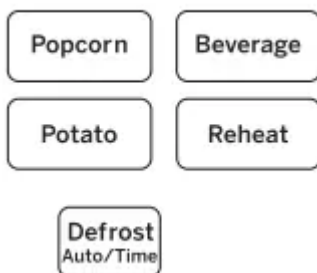 Popcorn
Beverage
Potato
Reheat
Defrost
Auto/Time